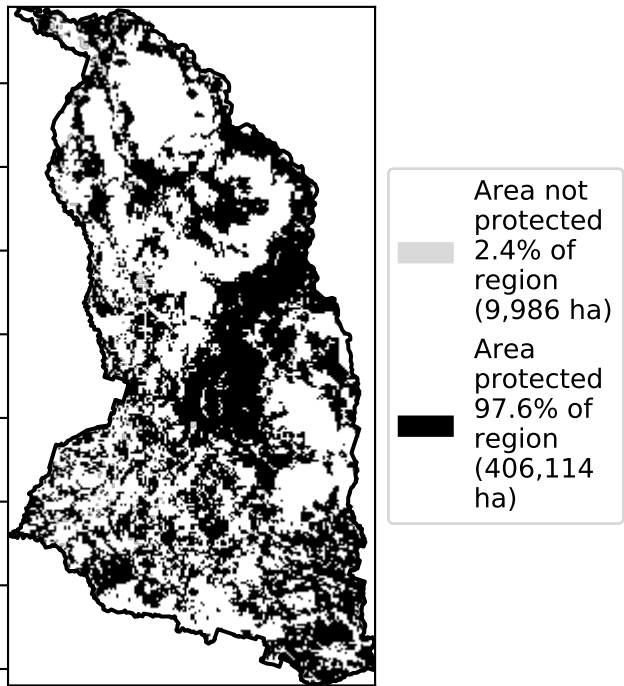 Area not
protected
2.4% of
region
(9,986 ha)
Area
protected
97.6% of
region
(406,114
ha)